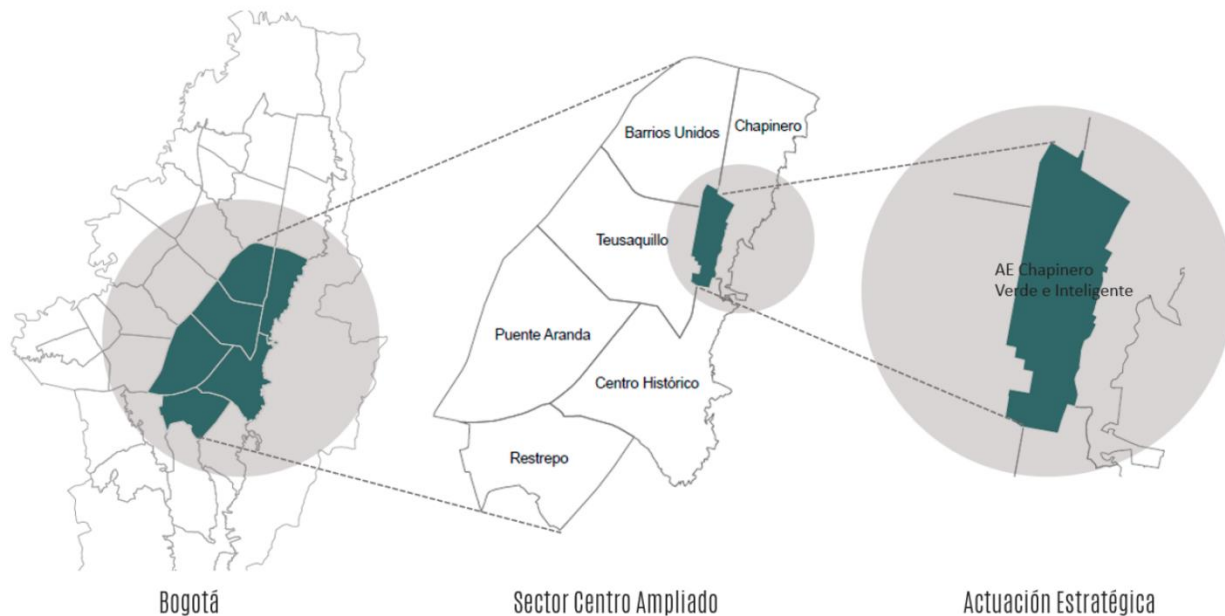 Barrios Unidos
Chapinero
Teusaquillo
Puente Aranda
Centro Histórico
Restrepo
AE Chapinero
Verde e Inteligente
Bogotá
Sector Centro Ampliado
Actuación Estratégica